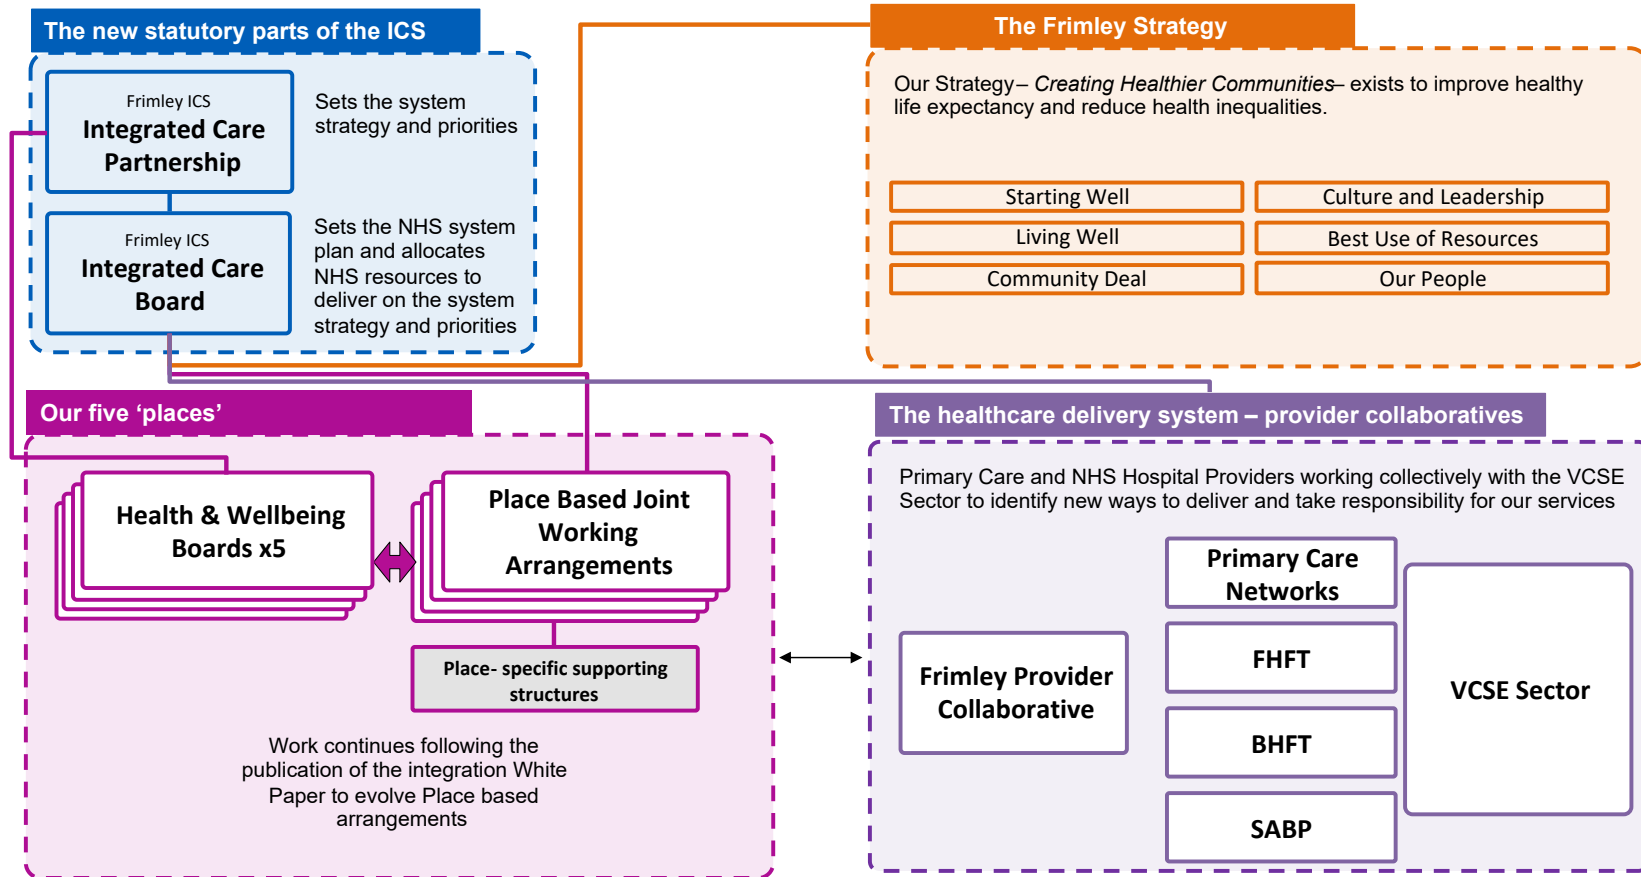 The new statutory parts of the ICS
Frimley ICS
Integrated Care
Partnership
Sets the system
strategy and priorities
Frimley ICS
Integrated Care
Board
Sets the NHS system
plan and allocates
NHS resources to
deliver on the system
strategy and priorities
The Frimley Strategy
Our Strategy– Creating Healthier Communities– exists to improve healthy
life expectancy and reduce health inequalities.
Starting Well
Culture and Leadership
Living Well
Best Use of Resources
Community Deal
Our People
Our five ‘places’
Health & Wellbeing
Boards x5
Place Based Joint
Working
Arrangements
Place- specific supporting
structures
Work continues following the
publication of the integration White
Paper to evolve Place based
arrangements
The healthcare delivery system – provider collaboratives
Primary Care and NHS Hospital Providers working collectively with the VCSE
Sector to identify new ways to deliver and take responsibility for our services
Frimley Provider
Collaborative
Primary Care
Networks
FHFT
BHFT
SABP
VCSE Sector